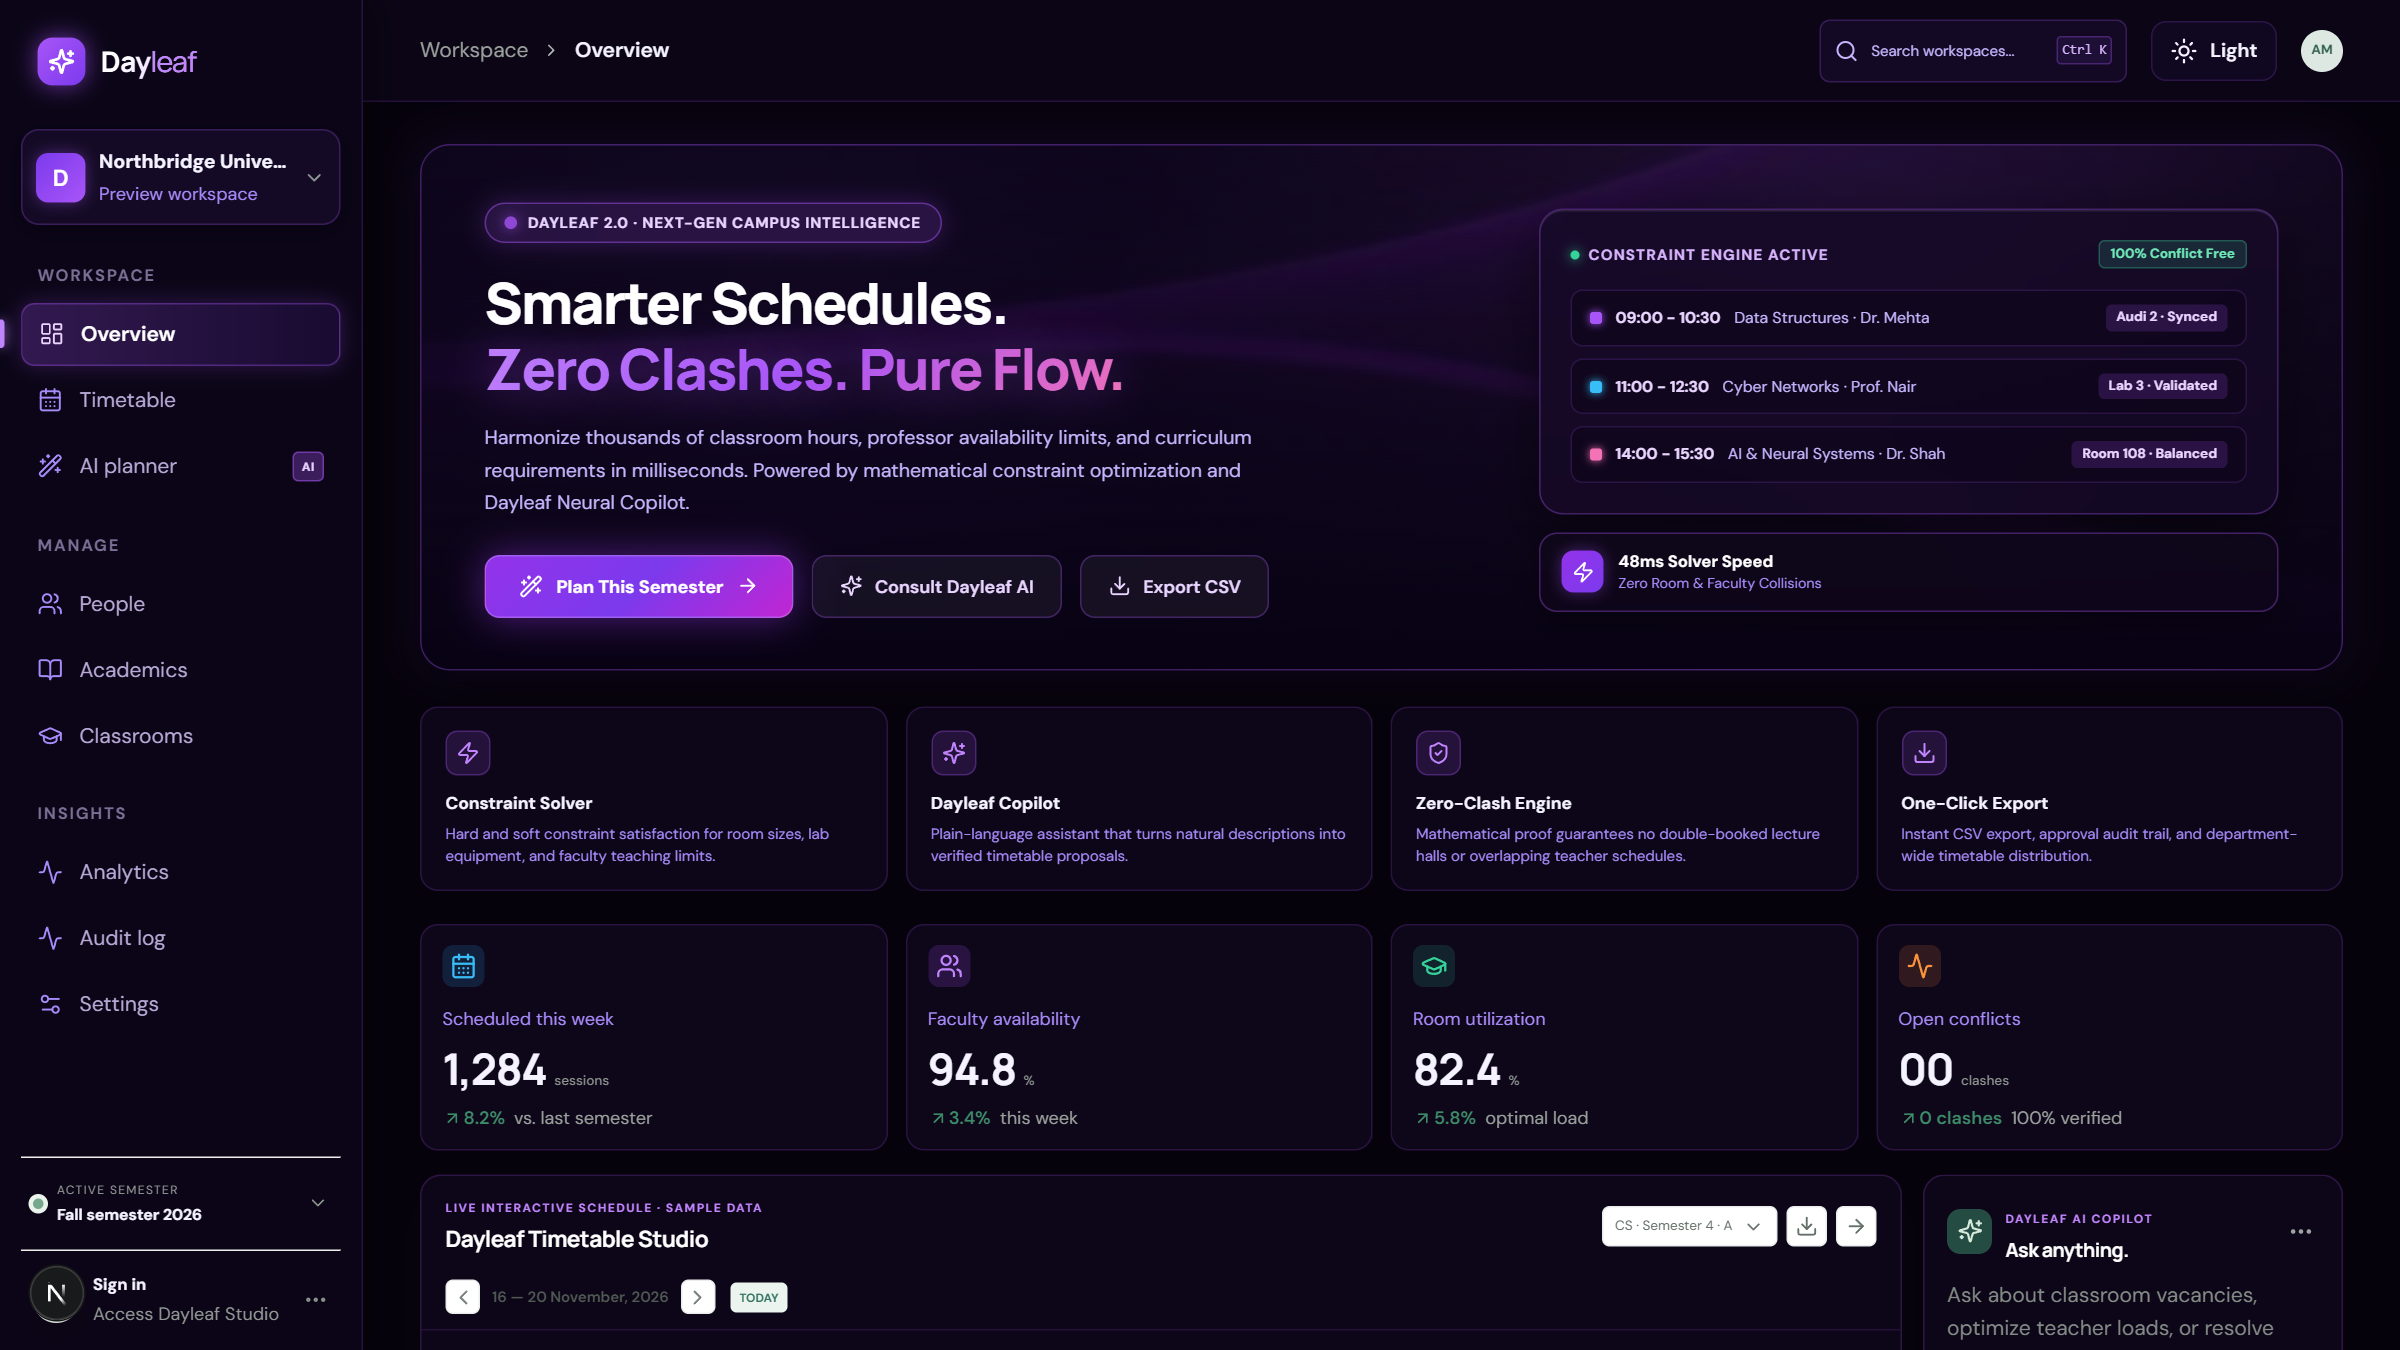 Dayleaf
D
Northbridge Unive...
Preview workspace
WORKSPACE
Overview
Timetable
AI planner
AI
MANAGE
People
Academics
Classrooms
INSIGHTS
Analytics
Audit log
Settings
ACTIVE SEMESTER
Fall semester 2026
N
Sign in
Access Dayleaf Studio
Workspace
Overview
Search workspaces...
Ctrl K
Light
AM
DAYLEAF 2.0 · NEXT-GEN CAMPUS INTELLIGENCE
Smarter Schedules.
Zero Clashes. Pure Flow.
Harmonize thousands of classroom hours, professor availability limits, and curriculum
requirements in milliseconds. Powered by mathematical constraint optimization and
Dayleaf Neural Copilot.
Plan This Semester
Consult Dayleaf AI
Export CSV
CONSTRAINT ENGINE ACTIVE
100% Conflict Free
09:00 - 10:30 Data Structures · Dr. Mehta
Audi 2 · Synced
11:00 - 12:30 Cyber Networks · Prof. Nair
Lab 3 · Validated
14:00 - 15:30 AI & Neural Systems · Dr. Shah
Room 108 · Balanced
48ms Solver Speed
Zero Room & Faculty Collisions
Constraint Solver
Hard and soft constraint satisfaction for room sizes, lab
equipment, and faculty teaching limits.
Dayleaf Copilot
Plain-language assistant that turns natural descriptions into
verified timetable proposals.
Zero-Clash Engine
Mathematical proof guarantees no double-booked lecture
halls or overlapping teacher schedules.
One-Click Export
Instant CSV export, approval audit trail, and department-
wide timetable distribution.
Scheduled this week
1,284 sessions
8.2% vs. last semester
Faculty availability
94.8 %
3.4% this week
Room utilization
82.4 %
5.8% optimal load
Open conflicts
00 clashes
0 clashes 100% verified
LIVE INTERACTIVE SCHEDULE · SAMPLE DATA
Dayleaf Timetable Studio
CS · Semester 4 · A
16 — 20 November, 2026
TODAY
DAYLEAF AI COPILOT
Ask anything.
Ask about classroom vacancies,
optimize teacher loads, or resolve